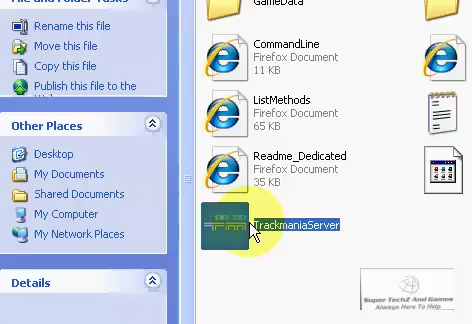 File and Folder Tasks
Rename this file
Move this file
Copy this file
Publish this file to the
Other Places
Desktop
My Documents
Shared Documents
My Computer
My Network Places
Details
GameData
CommandLine
Firefox Document
11 KB
ListMethods
Firefox Document
65 KB
Readme_Dedicated
Firefox Document
35 KB
TrackmaniaServer
Super TechZ And Games
Always Here To Help